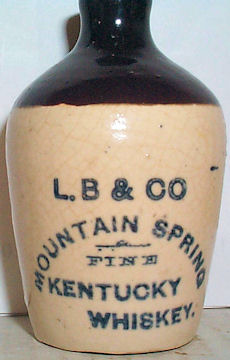 L. B & CO
MOUNTAIN SPRING
FINE
KENTUCKY
WHISKEY.